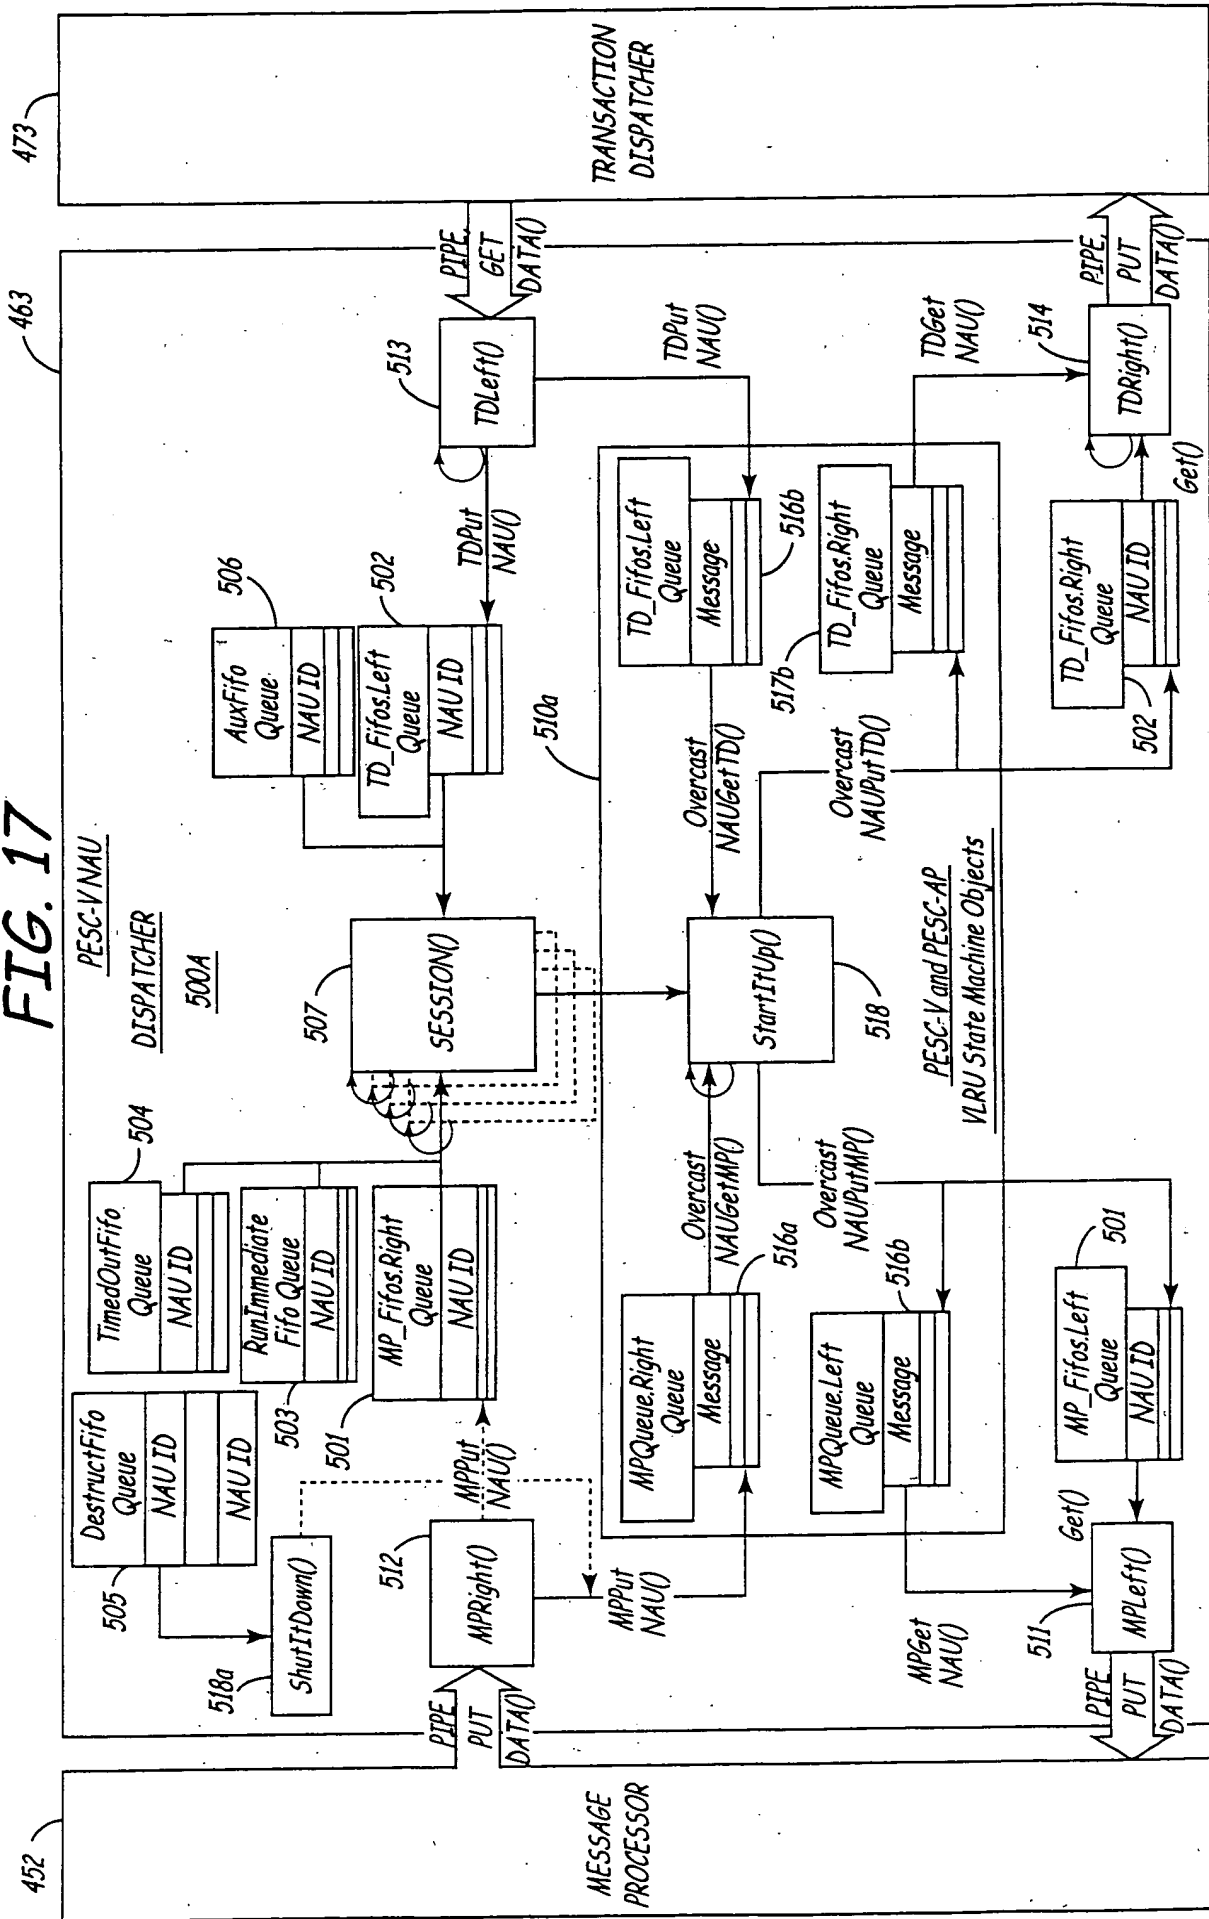 FIG. 17
452
MESSAGE
PROCESSOR
463
473
TRANSACTION
DISPATCHER
PESC-V NAU
DISPATCHER
500A
DestructFifo
Queue
NAU ID
NAU ID
505
ShutItDown()
518a
TimedOutFifo
Queue
NAU ID
504
RunImmediate
Fifo Queue
NAU ID
503
MP_Fifos.Right
Queue
NAU ID
501
PIPE
PUT
DATA()
MPRight()
512
MPPut
NAU()
MPPut
NAU()
507
SESSION()
AuxFifo
Queue
NAU ID
506
TD_Fifos.Left
Queue
NAU ID
502
TDPut
NAU()
TDLeft()
513
PIPE,
GET
DATA()
TDPut
NAU()
510a
MPQueue.Right
Queue
Message
516a
Overcast
NAUGetMP()
StartItUp()
518
Overcast
NAUGetTD()
TD_Fifos.Left
Queue
Message
516b
MPQueue.Left
Queue
Message
516b
Overcast
NAUPutMP()
Overcast
NAUPutTD()
517b
TD_Fifos.Right
Queue
Message
PESC-V and PESC-AP
VLRU State Machine Objects
TDGet
NAU()
MPGet
NAU()
PIPE
PUT
DATA()
MPLeft()
511
Get()
MP_Fifos.Left
Queue
NAU ID
501
TD_Fifos.Right
Queue
NAU ID
502
Get()
TDRight()
514
PIPE,
PUT
DATA()